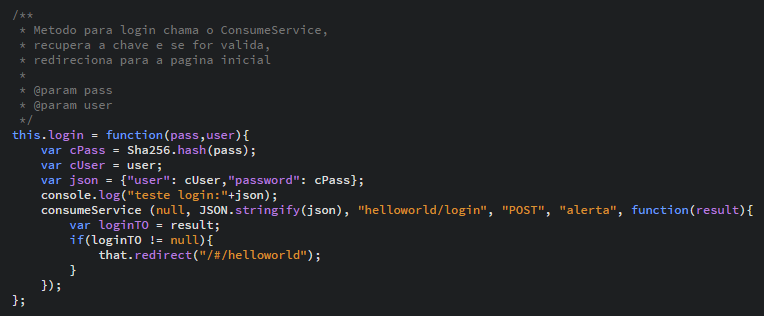 /**
 * Metodo para login chama o ConsumeService,
 * recupera a chave e se for valida,
 * redireciona para a pagina inicial
 *
 * @param pass
 * @param user
 */
this.login = function(pass,user){
    var cPass = Sha256.hash(pass);
    var cUser = user;
    var json = {"user": cUser,"password": cPass};
    console.log("teste login:"+json);
    consumeService (null, JSON.stringify(json), "helloworld/login", "POST", "alerta", function(result){
        var loginTO = result;
        if(loginTO != null){
            that.redirect("/#/helloworld");
        }
    });
};